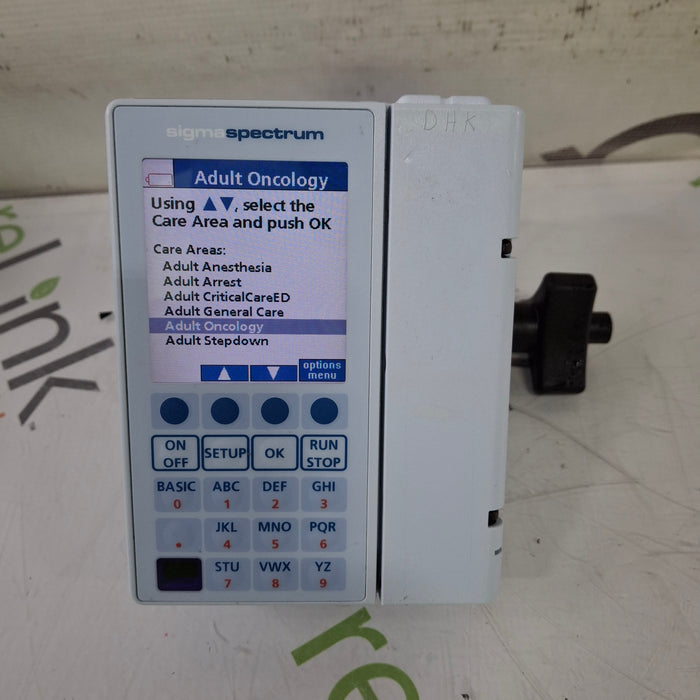 sigmaspectrum
DHK
Adult Oncology
Using ▲▼, select the
Care Area and push OK
Care Areas:
Adult Anesthesia
Adult Arrest
Adult CriticalCareED
Adult General Care
Adult Oncology
Adult Stepdown
▲ ▼ options
menu
ON
OFF
SETUP
OK
RUN
STOP
BASIC ABC DEF GHI
0 1 2 3
JKL MNO PQR
. 4 5 6
STU VWX YZ
7 8 9
ink
re